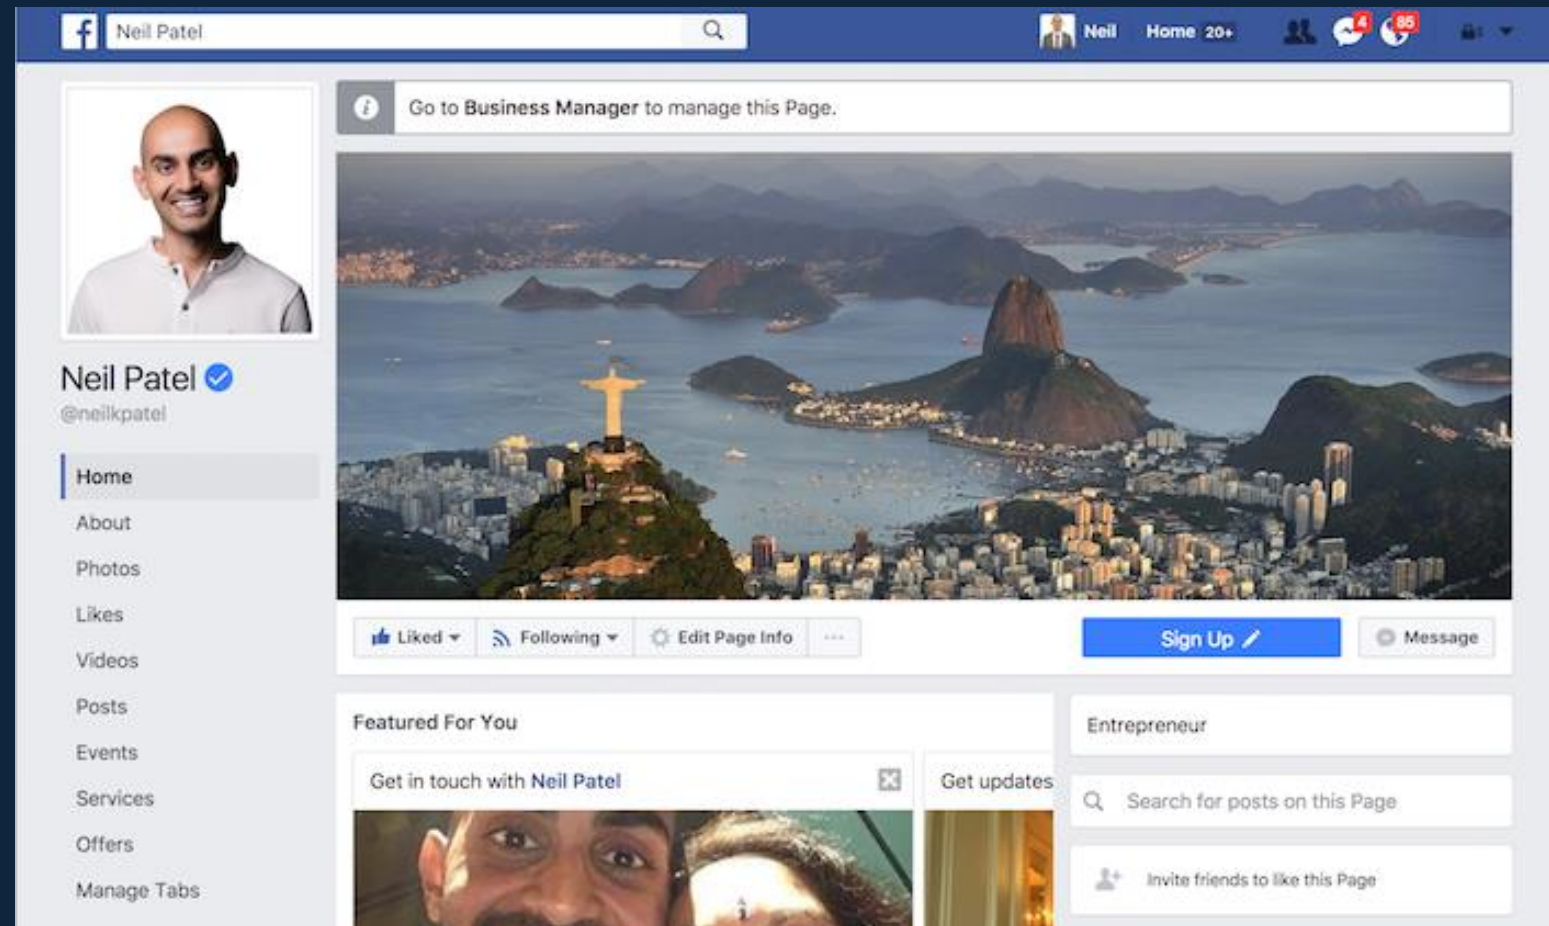 f Neil Patel Neil Home 20+ 4 85
Go to Business Manager to manage this Page.
Neil Patel
@neilkpatel
Home
About
Photos
Likes
Videos
Posts
Events
Services
Offers
Manage Tabs
Liked Following Edit Page Info ... Sign Up Message
Featured For You
Get in touch with Neil Patel
Get updates
Entrepreneur
Search for posts on this Page
Invite friends to like this Page